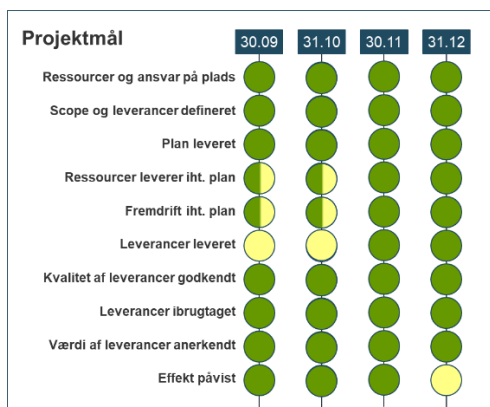 Projektmål
30.09 31.10 30.11 31.12
Ressourcer og ansvar på plads
Scope og leverancer defineret
Plan leveret
Ressourcer leverer iht. plan
Fremdrift iht. plan
Leverancer leveret
Kvalitet af leverancer godkendt
Leverancer ibrugtaget
Værdi af leverancer anerkendt
Effekt påvist